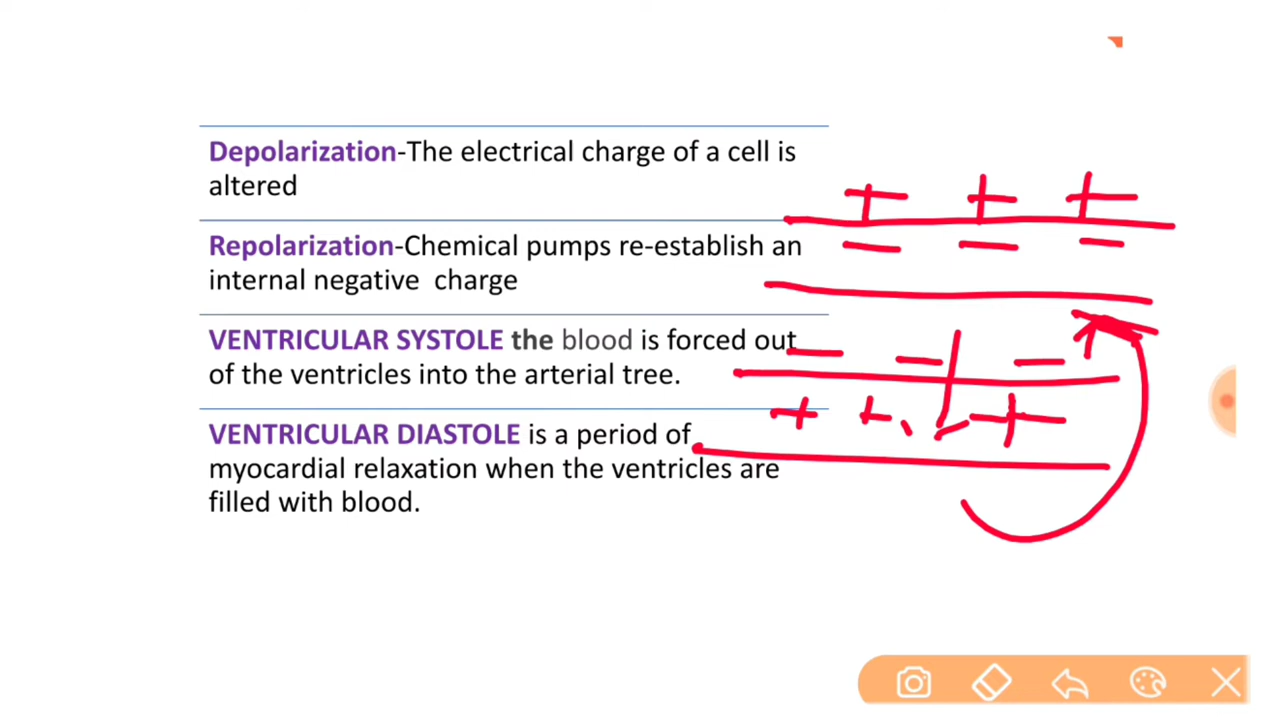 Depolarization-The electrical charge of a cell is
altered
+ + +
− − −
Repolarization-Chemical pumps re-establish an
internal negative charge
VENTRICULAR SYSTOLE the blood is forced out
of the ventricles into the arterial tree.
− − −
+ + +
VENTRICULAR DIASTOLE is a period of
myocardial relaxation when the ventricles are
filled with blood.